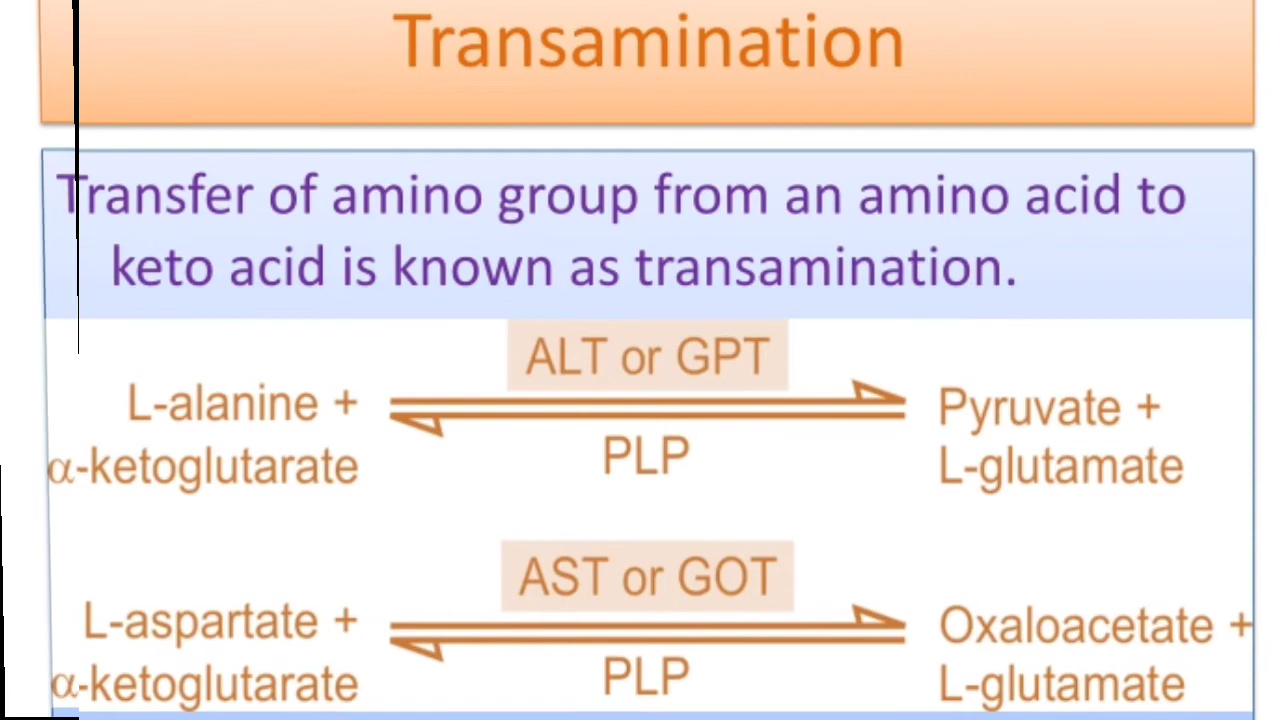 Transamination
Transfer of amino group from an amino acid to
keto acid is known as transamination.
ALT or GPT
L-alanine +
Pyruvate +
α-ketoglutarate
PLP
L-glutamate
AST or GOT
L-aspartate +
Oxaloacetate +
α-ketoglutarate
PLP
L-glutamate